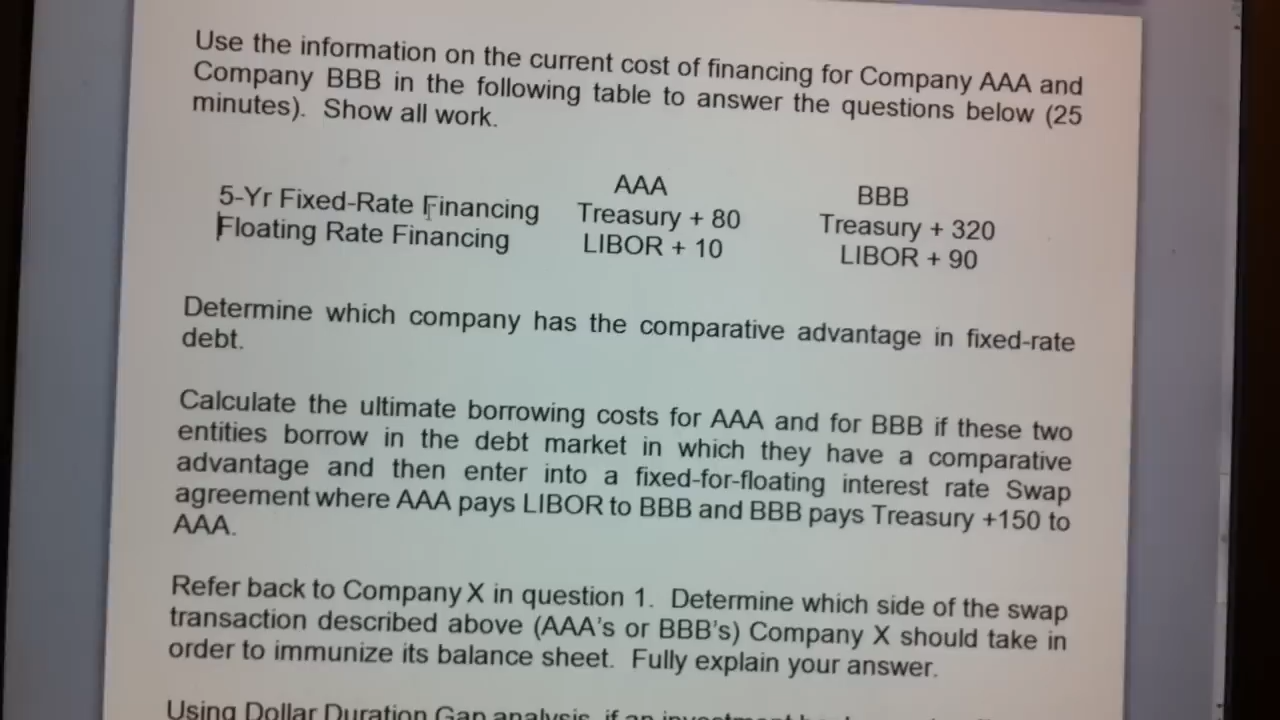 Use the information on the current cost of financing for Company AAA and
Company BBB in the following table to answer the questions below (25
minutes). Show all work.
AAA BBB
5-Yr Fixed-Rate Financing Treasury + 80 Treasury + 320
Floating Rate Financing LIBOR + 10 LIBOR + 90
Determine which company has the comparative advantage in fixed-rate
debt.
Calculate the ultimate borrowing costs for AAA and for BBB if these two
entities borrow in the debt market in which they have a comparative
advantage and then enter into a fixed-for-floating interest rate Swap
agreement where AAA pays LIBOR to BBB and BBB pays Treasury +150 to
AAA.
Refer back to Company X in question 1. Determine which side of the swap
transaction described above (AAA's or BBB's) Company X should take in
order to immunize its balance sheet. Fully explain your answer.
Using Dollar Duration Gap analysis, if an